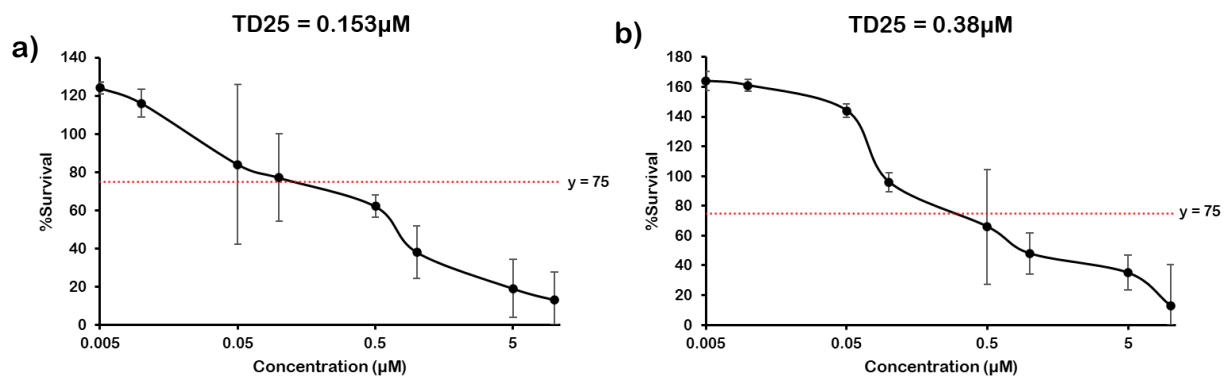 a)
TD25 = 0.153µM
%Survival
140
120
100
80
60
40
20
0
y = 75
0.005
0.05
0.5
5
Concentration (µM)
b)
TD25 = 0.38µM
%Survival
180
160
140
120
100
80
60
40
20
0
y = 75
0.005
0.05
0.5
5
Concentration (µM)